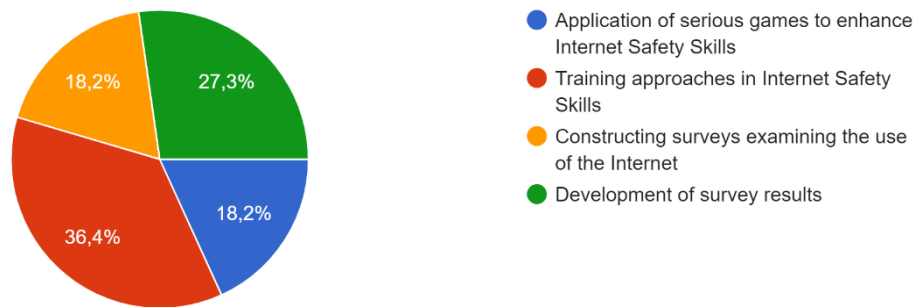 18,2%
27,3%
36,4%
18,2%
Application of serious games to enhance
Internet Safety Skills
Training approaches in Internet Safety
Skills
Constructing surveys examining the use
of the Internet
Development of survey results